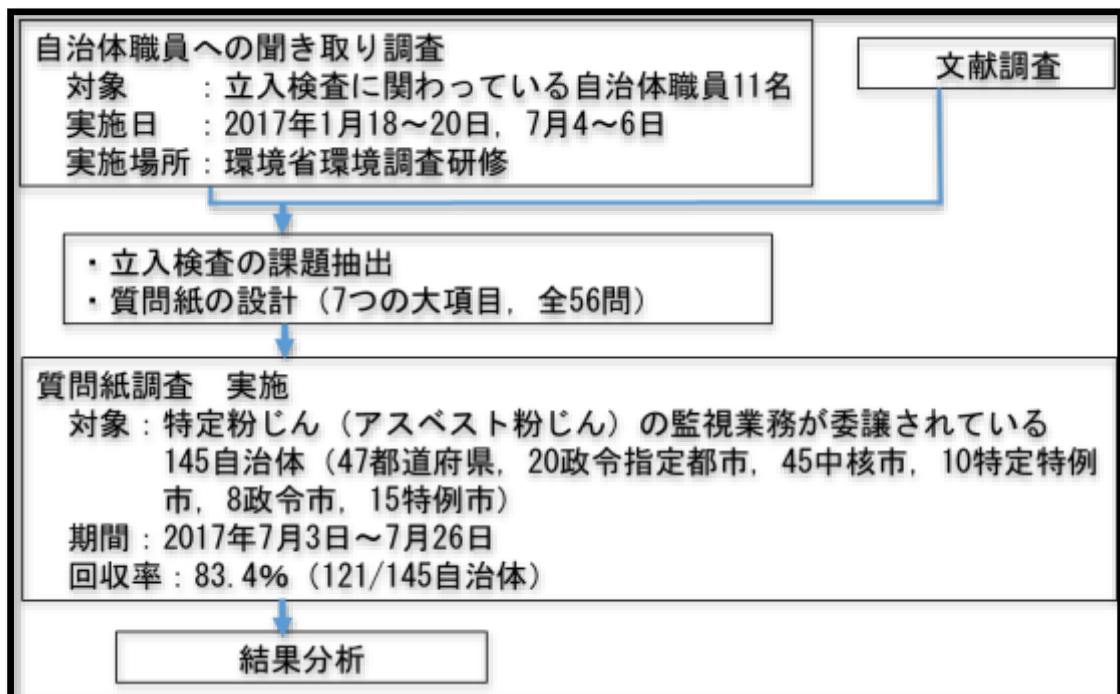 自治体職員への聞き取り調査
対象　　：立入検査に関わっている自治体職員11名
実施日　：2017年1月18～20日，7月4～6日
実施場所：環境省環境調査研修
文献調査
・立入検査の課題抽出
・質問紙の設計（7つの大項目，全56問）
質問紙調査　実施
対象：特定粉じん（アスベスト粉じん）の監視業務が委譲されている
145自治体（47都道府県，20政令指定都市，45中核市，10特定特例
市，8政令市，15特例市）
期間：2017年7月3日～7月26日
回収率：83.4%（121/145自治体）
結果分析